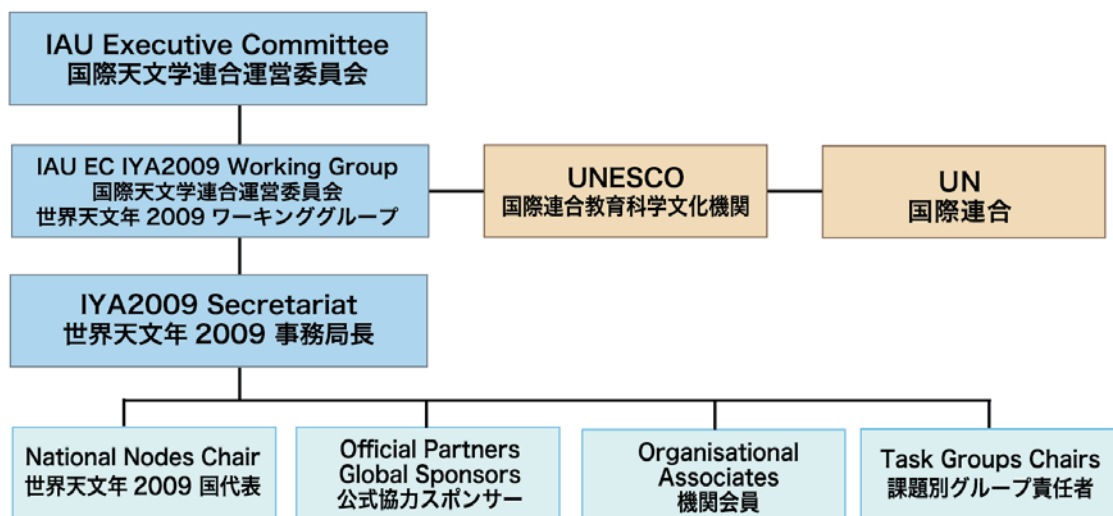 IAU Executive Committee
国際天文学連合運営委員会
IAU EC IYA2009 Working Group
国際天文学連合運営委員会
世界天文年 2009 ワーキンググループ
UNESCO
国際連合教育科学文化機関
UN
国際連合
IYA2009 Secretariat
世界天文年 2009 事務局長
National Nodes Chair
世界天文年 2009 国代表
Official Partners
Global Sponsors
公式協力スポンサー
Organisational
Associates
機関会員
Task Groups Chairs
課題別グループ責任者